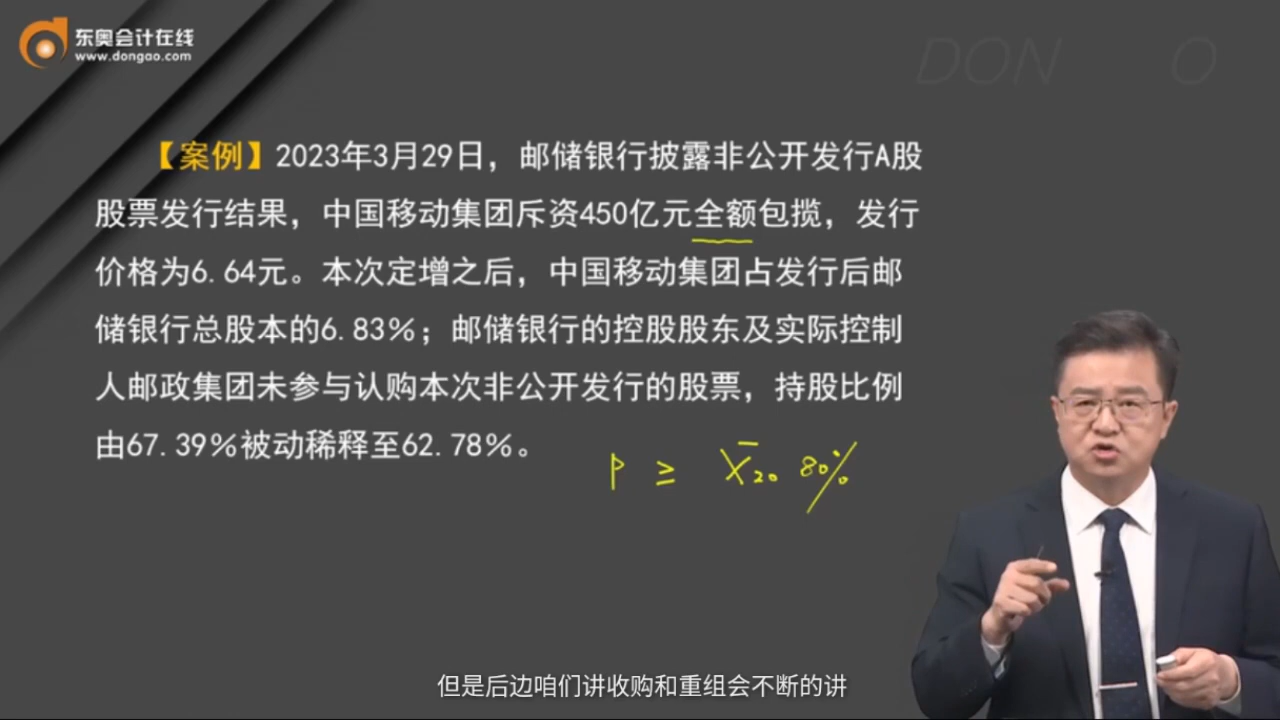 东奥会计在线
www.dongao.com
DON O
【案例】2023年3月29日，邮储银行披露非公开发行A股
股票发行结果，中国移动集团斥资450亿元全额包揽，发行
价格为6.64元。本次定增之后，中国移动集团占发行后邮
储银行总股本的6.83%；邮储银行的控股股东及实际控制
人邮政集团未参与认购本次非公开发行的股票，持股比例
由67.39%被动稀释至62.78%。
P ≥ X̄20 80%
但是后边咱们讲收购和重组会不断的讲